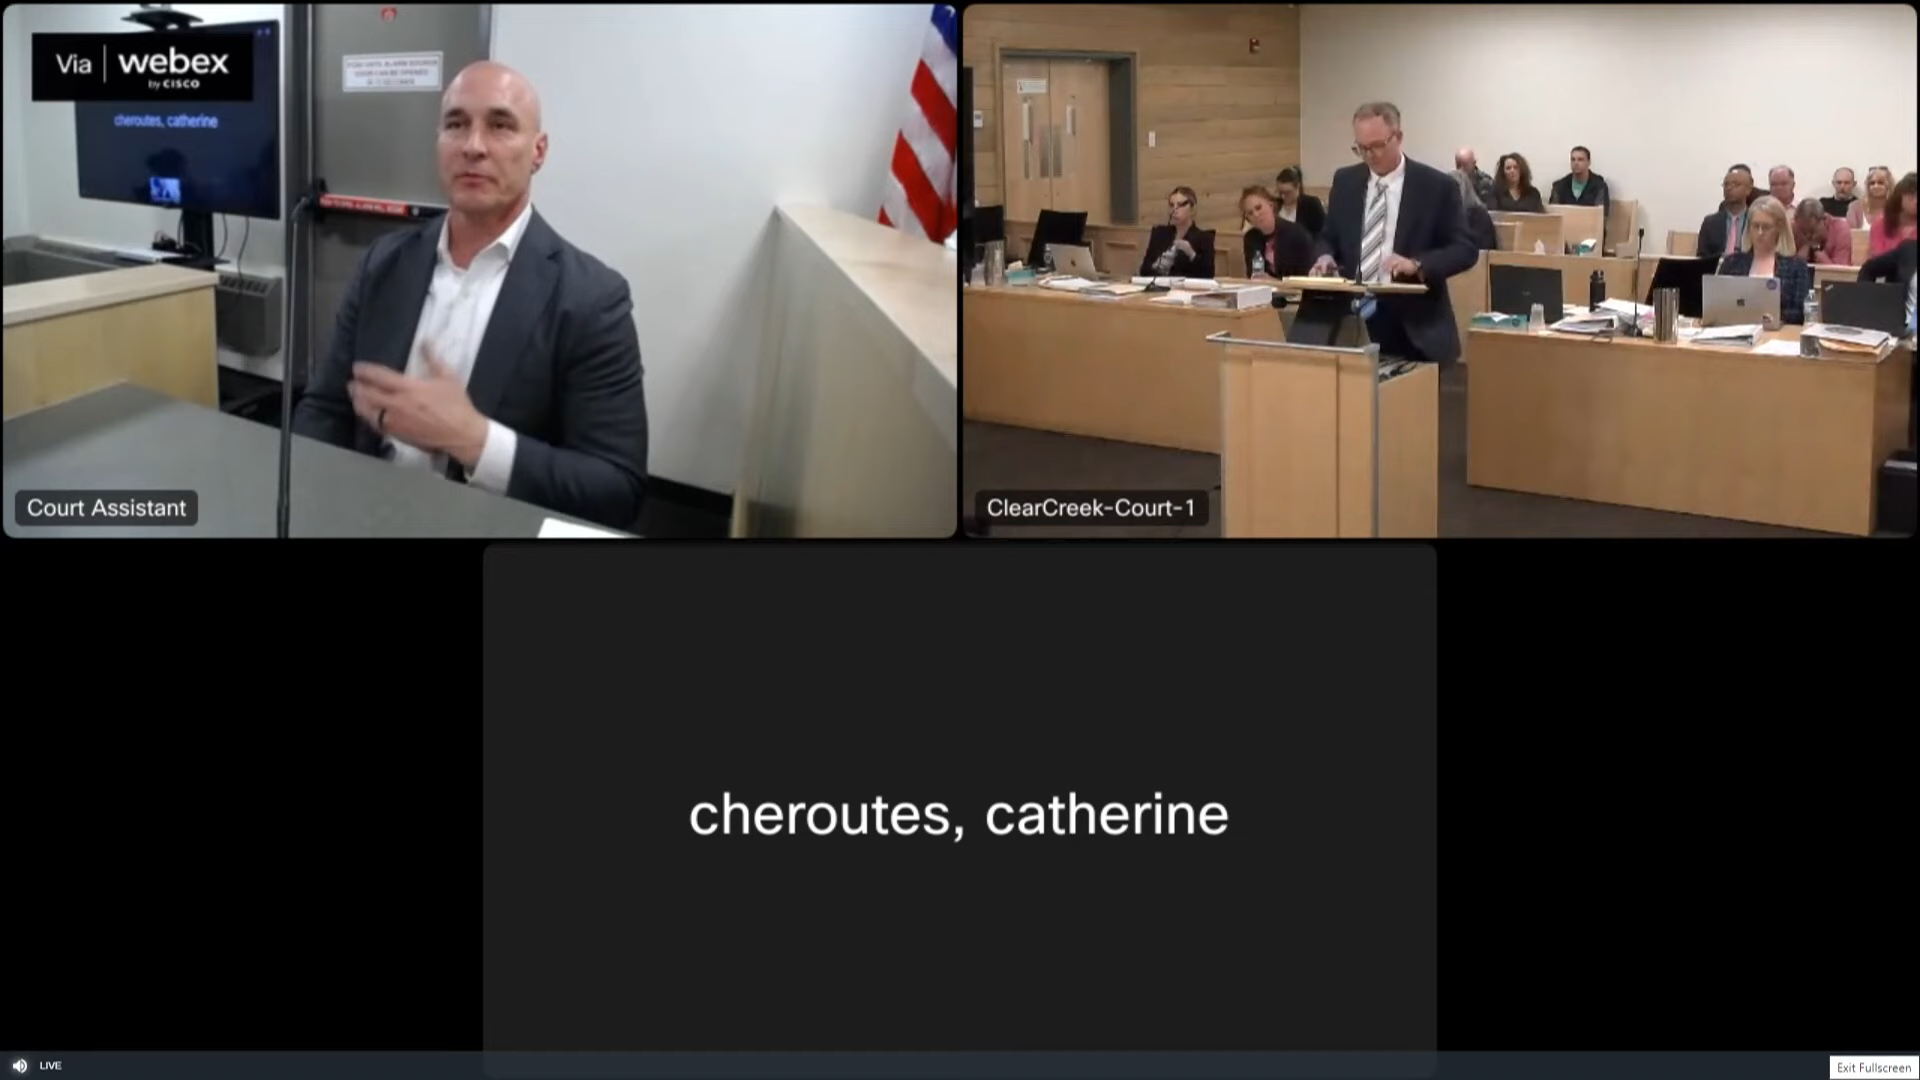 Via webex
by CISCO
cheroutes, catherine
Court Assistant
ClearCreek-Court-1
cheroutes, catherine
LIVE
Exit Fullscreen